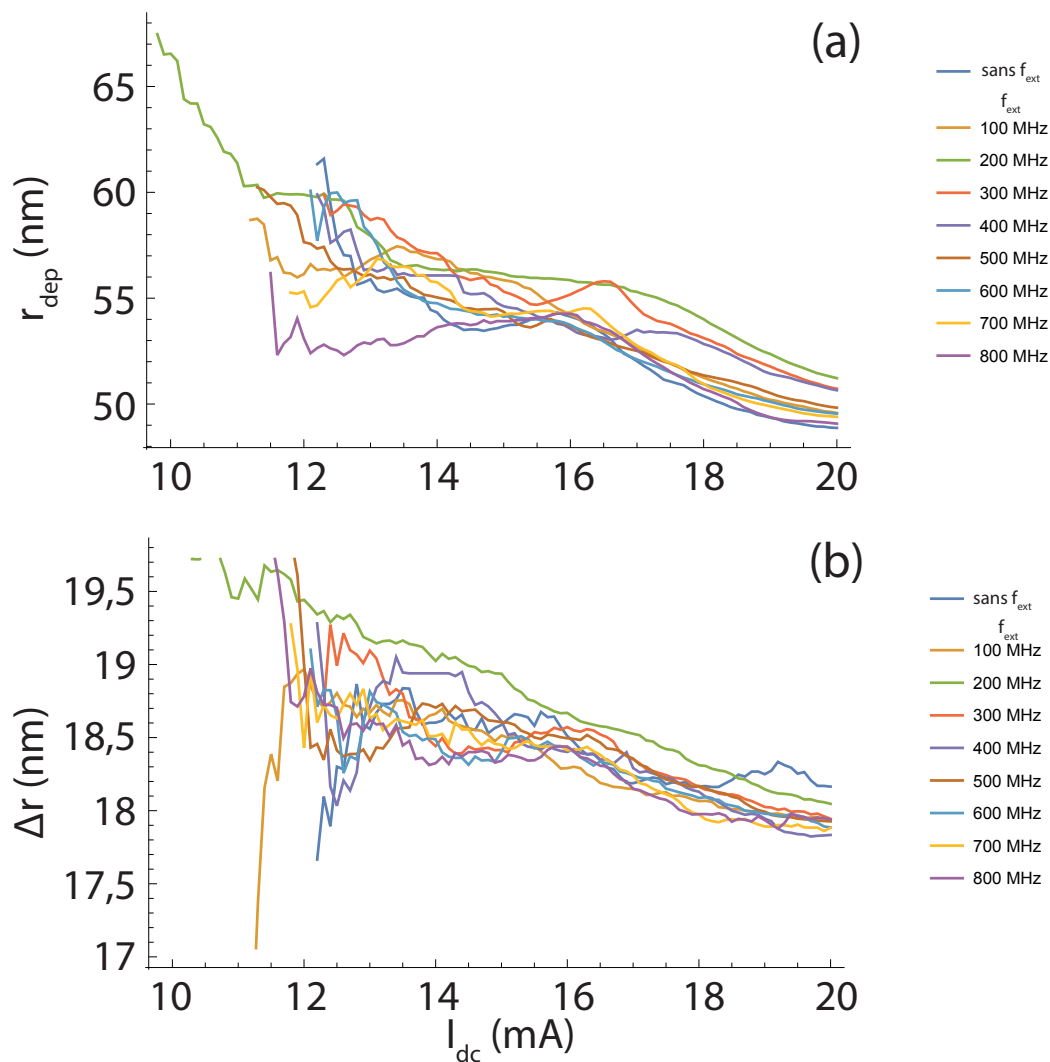 (a)
65
60
55
50
r_dep (nm)
10 12 14 16 18 20
sans f_ext
f_ext
100 MHz
200 MHz
300 MHz
400 MHz
500 MHz
600 MHz
700 MHz
800 MHz
(b)
19,5
19
18,5
18
17,5
17
Δr (nm)
10 12 14 16 18 20
I_dc (mA)
sans f_ext
f_ext
100 MHz
200 MHz
300 MHz
400 MHz
500 MHz
600 MHz
700 MHz
800 MHz